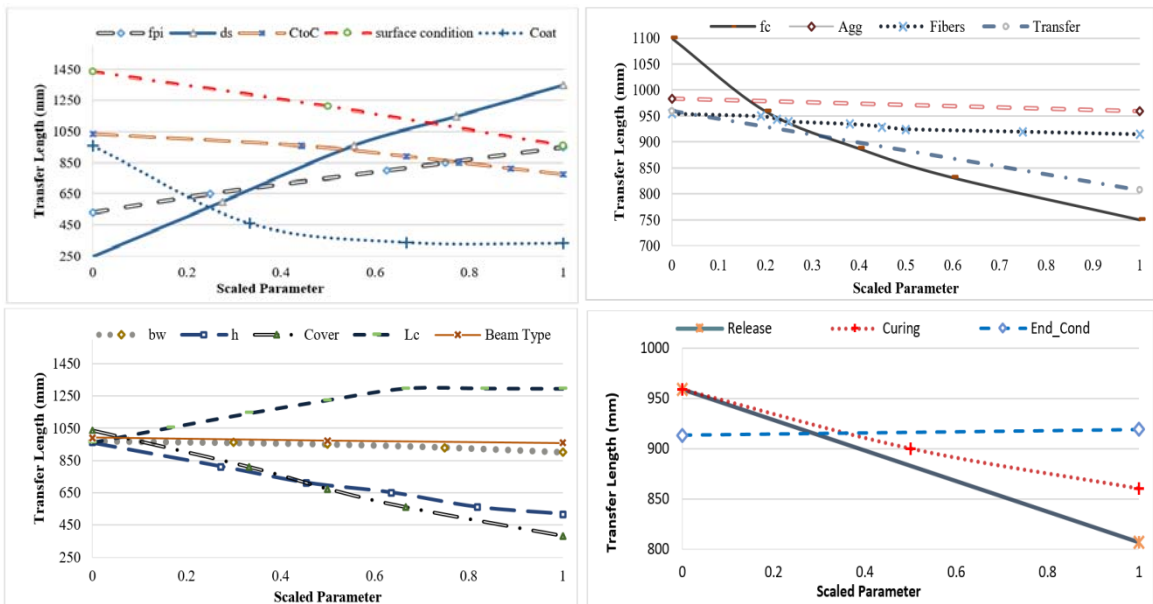 fpi ds CtoC surface condition Coat
1450
1250
1050
850
650
450
250
Transfer Length (mm)
0 0.2 0.4 0.6 0.8 1
Scaled Parameter
fc Agg Fibers Transfer
1100
1050
1000
950
900
850
800
750
700
Transfer Length (mm)
0 0.1 0.2 0.3 0.4 0.5 0.6 0.7 0.8 0.9 1
Scaled Parameter
bw h Cover Lc Beam Type
1450
1250
1050
850
650
450
250
Transfer Length (mm)
0 0.2 0.4 0.6 0.8 1
Scaled Parameter
Release Curing End_Cond
1000
950
900
850
800
Transfer Length (mm)
0 0.2 0.4 0.6 0.8 1
Scaled Parameter